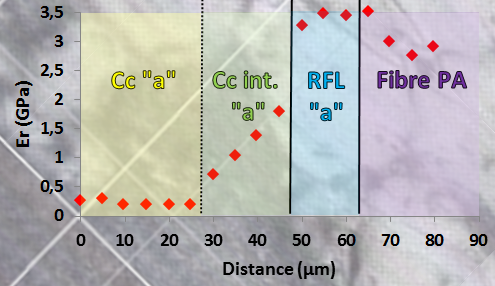 3,5
3
2,5
2
1,5
1
0,5
0
Er (GPa)
Cc "a"
Cc int.
"a"
RFL
"a"
Fibre PA
0 10 20 30 40 50 60 70 80 90
Distance (µm)